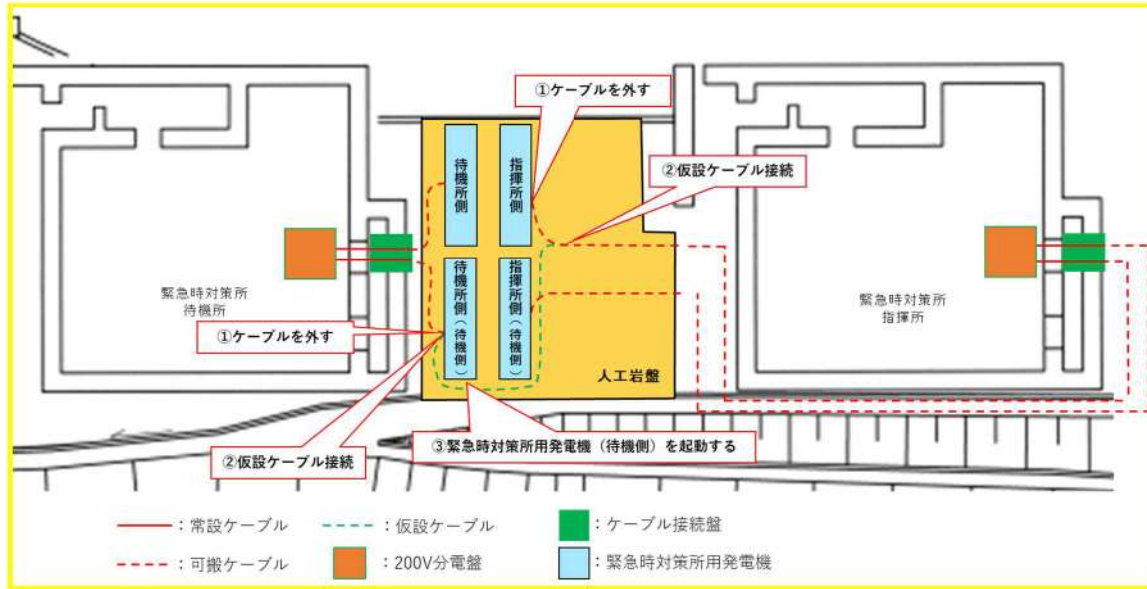 ①ケーブルを外す
②仮設ケーブル接続
待機所側
指揮所側
待機所側（待機側）
指揮所側（待機側）
緊急時対策所
待機所
緊急時対策所
指揮所
①ケーブルを外す
人工岩盤
②仮設ケーブル接続
③緊急時対策所用発電機（待機側）を起動する
：常設ケーブル
：仮設ケーブル
：ケーブル接続盤
：可搬ケーブル
：200V分電盤
：緊急時対策所用発電機